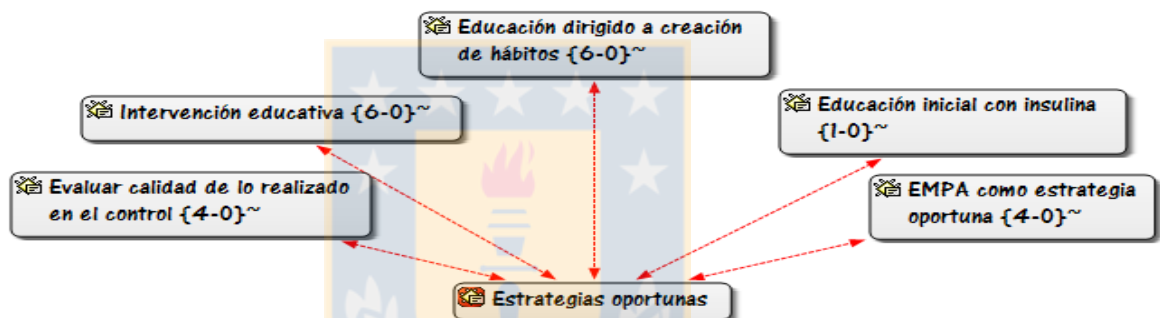 Educación dirigido a creación
de hábitos {6-0}~
Intervención educativa {6-0}~
Educación inicial con insulina
{1-0}~
Evaluar calidad de lo realizado
en el control {4-0}~
EMPA como estrategia
oportuna {4-0}~
Estrategias oportunas